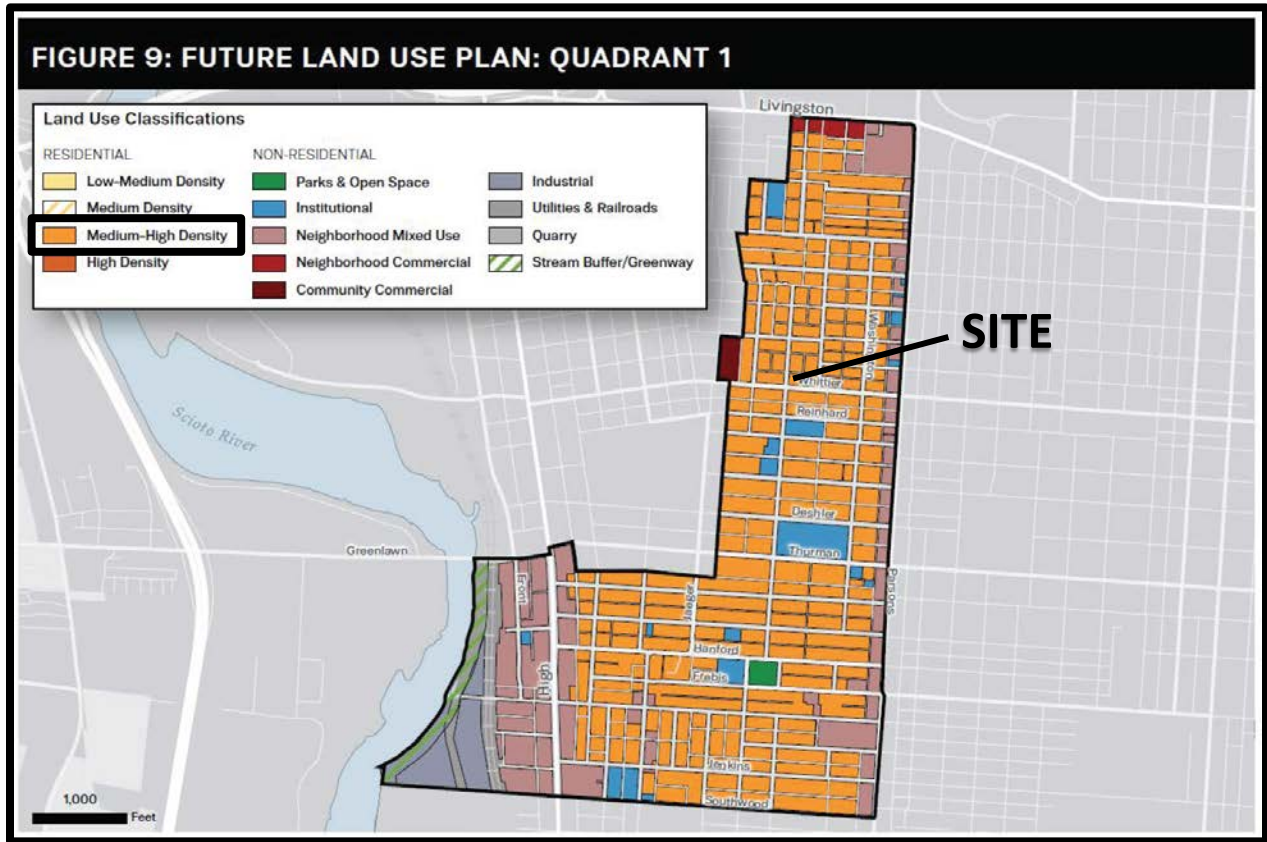 FIGURE 9: FUTURE LAND USE PLAN: QUADRANT 1
Land Use Classifications
RESIDENTIAL
Low-Medium Density
Medium Density
Medium-High Density
High Density
NON-RESIDENTIAL
Parks & Open Space
Institutional
Neighborhood Mixed Use
Neighborhood Commercial
Community Commercial
Industrial
Utilities & Railroads
Quarry
Stream Buffer/Greenway
Livingston
Washington
SITE
Whittier
Reinhard
Scioto River
Deshler
Thurman
Greenlawn
Front
Jaeger
Parsons
Hanford
Frebis
High
Jenkins
Southwood
1,000
Feet